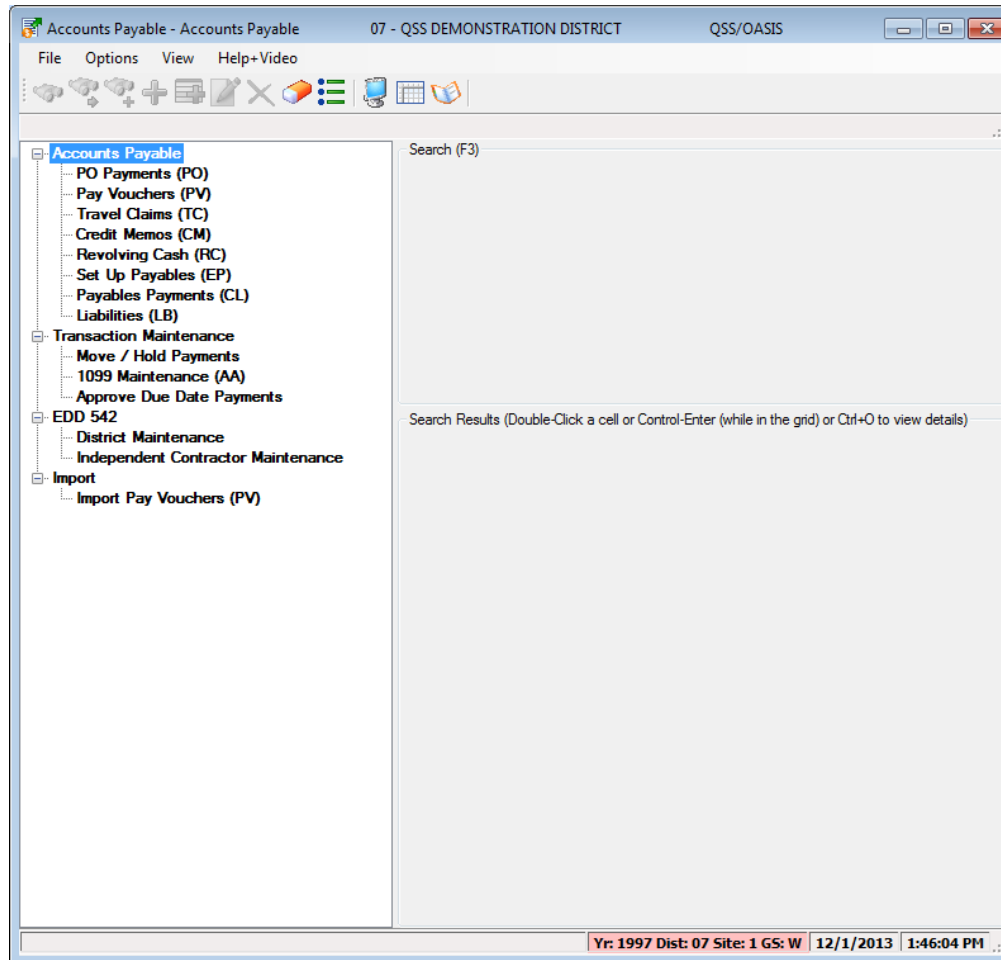 Accounts Payable - Accounts Payable 07 - QSS DEMONSTRATION DISTRICT QSS/OASIS
File Options View Help+Video
Accounts Payable
PO Payments (PO)
Pay Vouchers (PV)
Travel Claims (TC)
Credit Memos (CM)
Revolving Cash (RC)
Set Up Payables (EP)
Payables Payments (CL)
Liabilities (LB)
Transaction Maintenance
Move / Hold Payments
1099 Maintenance (AA)
Approve Due Date Payments
EDD 542
District Maintenance
Independent Contractor Maintenance
Import
Import Pay Vouchers (PV)
Search (F3)
Search Results (Double-Click a cell or Control-Enter (while in the grid) or Ctrl+O to view details)
Yr: 1997 Dist: 07 Site: 1 GS: W 12/1/2013 1:46:04 PM